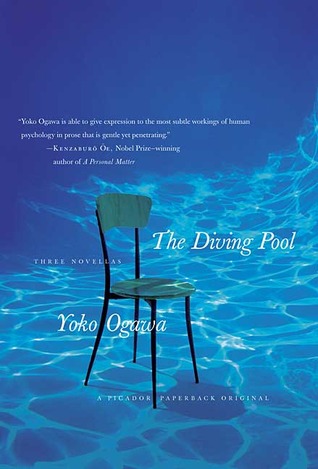 “Yoko Ogawa is able to give expression to the most subtle workings of human
psychology in prose that is gentle yet penetrating.”
—Kenzaburō Ōe, Nobel Prize–winning
author of A Personal Matter
The Diving Pool
THREE NOVELLAS
Yoko Ogawa
A PICADOR PAPERBACK ORIGINAL